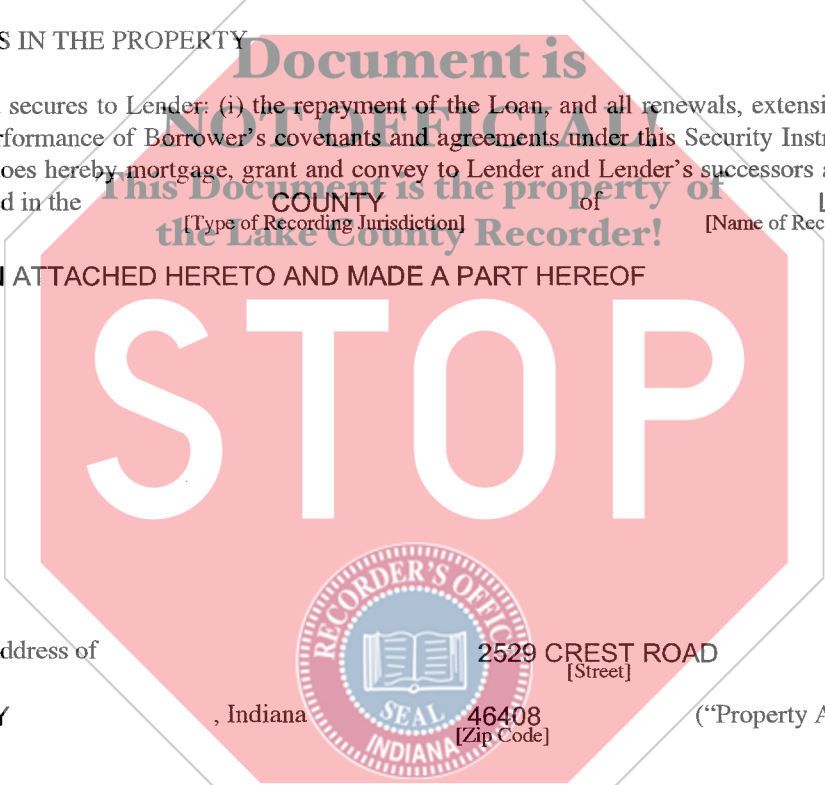 S IN THE PROPERTY
Document is
secures to Lender: (i) the repayment of the Loan, and all renewals, extensi
NOT OFFICIAL!
rformance of Borrower's covenants and agreements under this Security Instr
oes hereby mortgage, grant and convey to Lender and Lender's successors a
This Document is the property of
d in the COUNTY of L
[Type of Recording Jurisdiction] [Name of Rec
the Lake County Recorder!
N ATTACHED HERETO AND MADE A PART HEREOF
STOP
RECORDER'S OFFIC
SEAL
INDIANA
ddress of 2529 CREST ROAD
[Street]
Y , Indiana 46408 ("Property A
[Zip Code]